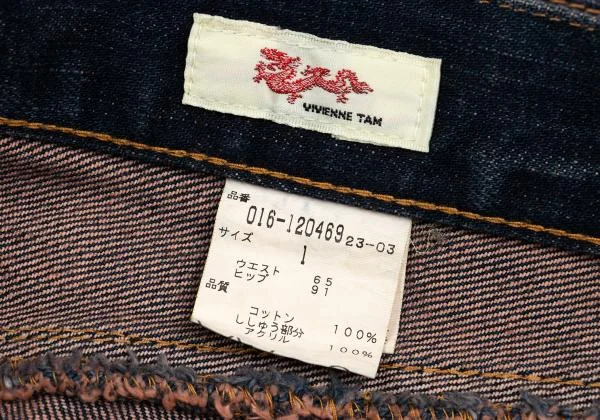 VIVIENNE TAM
品番
016-120469 23-03
サイズ
1
ウエスト 65
ヒップ 91
品質
コットン 100%
ししゅう部分
アクリル 100%